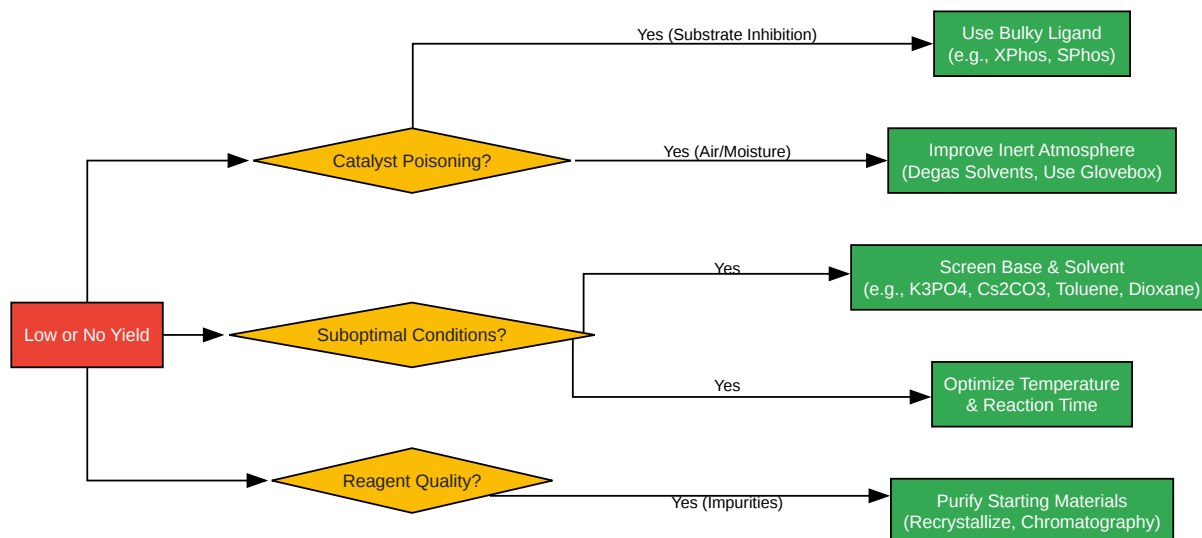 Yes (Substrate Inhibition)
Use Bulky Ligand
(e.g., XPhos, SPhos)
Catalyst Poisoning?
Yes (Air/Moisture)
Improve Inert Atmosphere
(Degas Solvents, Use Glovebox)
Low or No Yield
Suboptimal Conditions?
Yes
Screen Base & Solvent
(e.g., K3PO4, Cs2CO3, Toluene, Dioxane)
Yes
Optimize Temperature
& Reaction Time
Reagent Quality?
Yes (Impurities)
Purify Starting Materials
(Recrystallize, Chromatography)